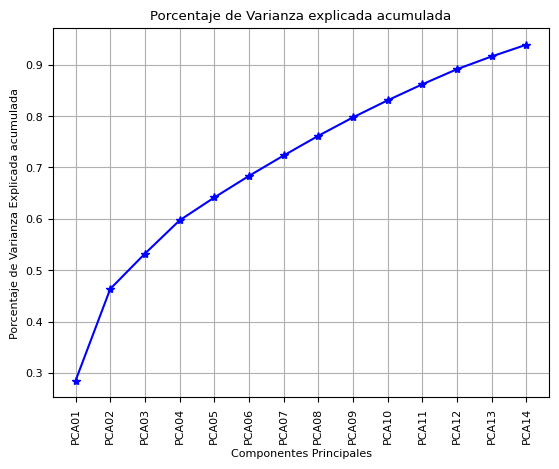 Porcentaje de Varianza explicada acumulada
Porcentaje de Varianza Explicada acumulada
0.9
0.8
0.7
0.6
0.5
0.4
0.3
PCA01
PCA02
PCA03
PCA04
PCA05
PCA06
PCA07
PCA08
PCA09
PCA10
PCA11
PCA12
PCA13
PCA14
Componentes Principales